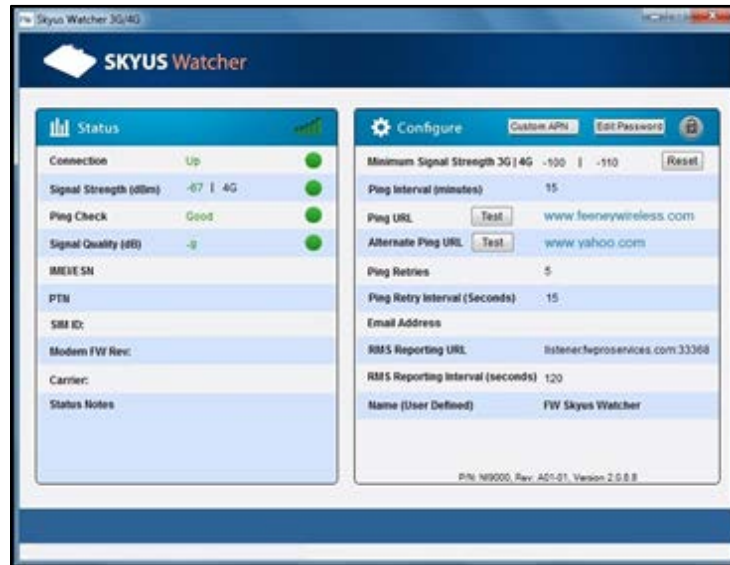 Skyus Watcher 3G/4G
SKYUS Watcher
Status
Connection Up
Signal Strength (dBm) -67 | 4G
Ping Check Good
Signal Quality (dB)
IMEI/ESN
PTN
SIM ID:
Modem FW Rev:
Carrier:
Status Notes
Configure Custom APN... Edit Password
Minimum Signal Strength 3G | 4G -100 | -110 Reset
Ping Interval (minutes) 15
Ping URL Test www.feeneywireless.com
Alternate Ping URL Test www.yahoo.com
Ping Retries 5
Ping Retry Interval (Seconds) 15
Email Address
RMS Reporting URL listener.fwproservices.com:33368
RMS Reporting Interval (seconds) 120
Name (User Defined) FW Skyus Watcher
P/N: NI9000, Rev: A01-01, Version 2.0.8.8